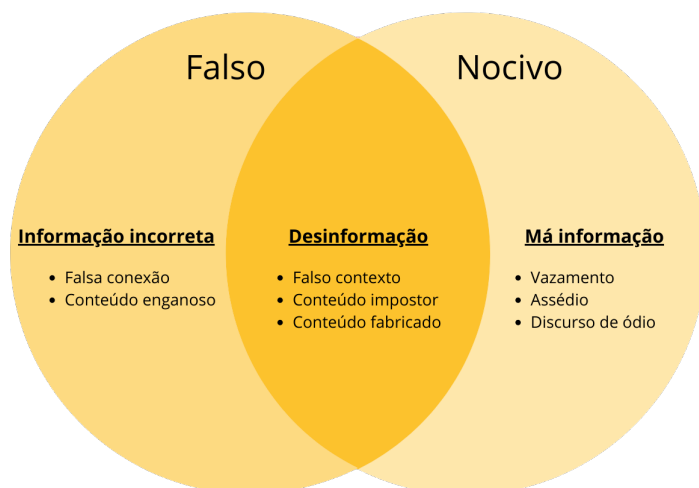 Falso
Nocivo
Informação incorreta
• Falsa conexão
• Conteúdo enganoso
Desinformação
• Falso contexto
• Conteúdo impostor
• Conteúdo fabricado
Má informação
• Vazamento
• Assédio
• Discurso de ódio